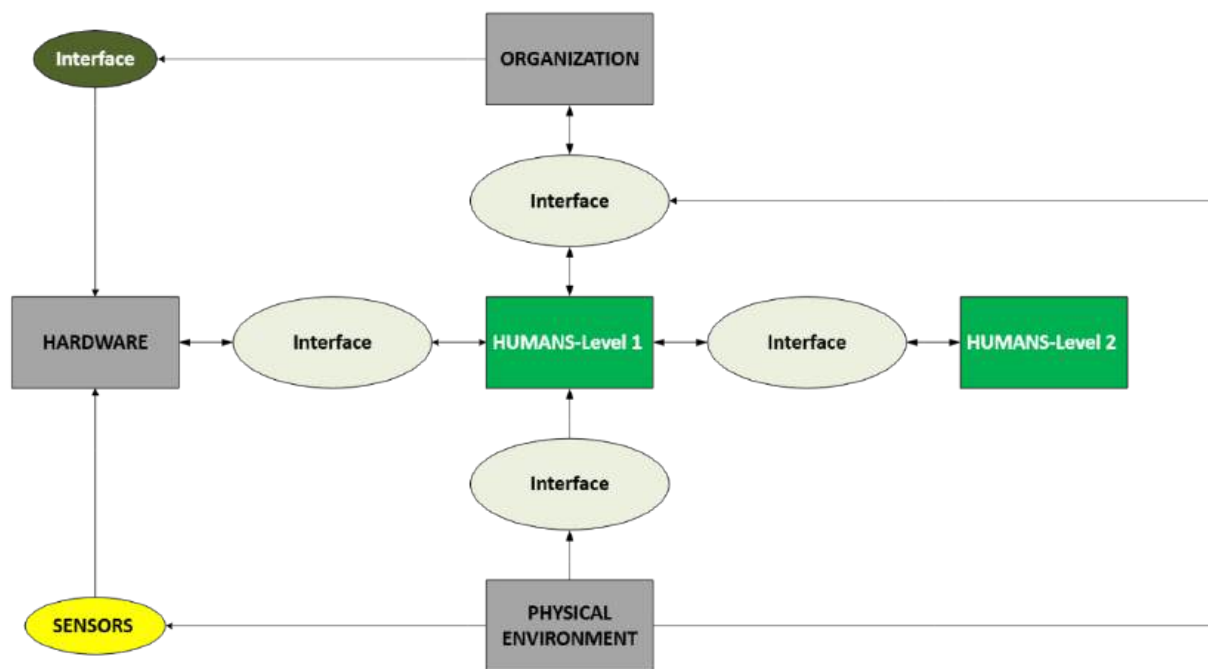 Interface
ORGANIZATION
Interface
HARDWARE
Interface
HUMANS-Level 1
Interface
HUMANS-Level 2
Interface
SENSORS
PHYSICAL
ENVIRONMENT